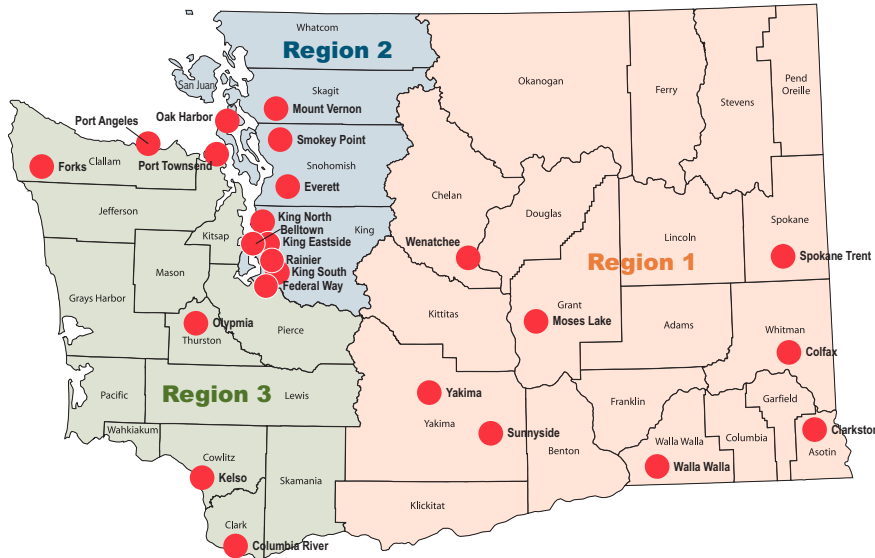 Whatcom
Region 2
San Juan
Skagit
Oak Harbor
Mount Vernon
Port Angeles
Smokey Point
Port Townsend
Clallam
Forks
Snohomish
Everett
Jefferson
Kitsap
King North
Belltown
King
King Eastside
Rainier
King South
Federal Way
Mason
Grays Harbor
Olypmia
Thurston
Pierce
Region 3
Lewis
Pacific
Wahkiakum
Cowlitz
Kelso
Skamania
Clark
Columbia River
Okanogan
Ferry
Stevens
Pend
Oreille
Chelan
Douglas
Wenatchee
Lincoln
Spokane
Spokane Trent
Region 1
Grant
Moses Lake
Kittitas
Adams
Whitman
Colfax
Yakima
Yakima
Sunnyside
Franklin
Benton
Walla Walla
Walla Walla
Columbia
Garfield
Clarkston
Asotin
Klickitat